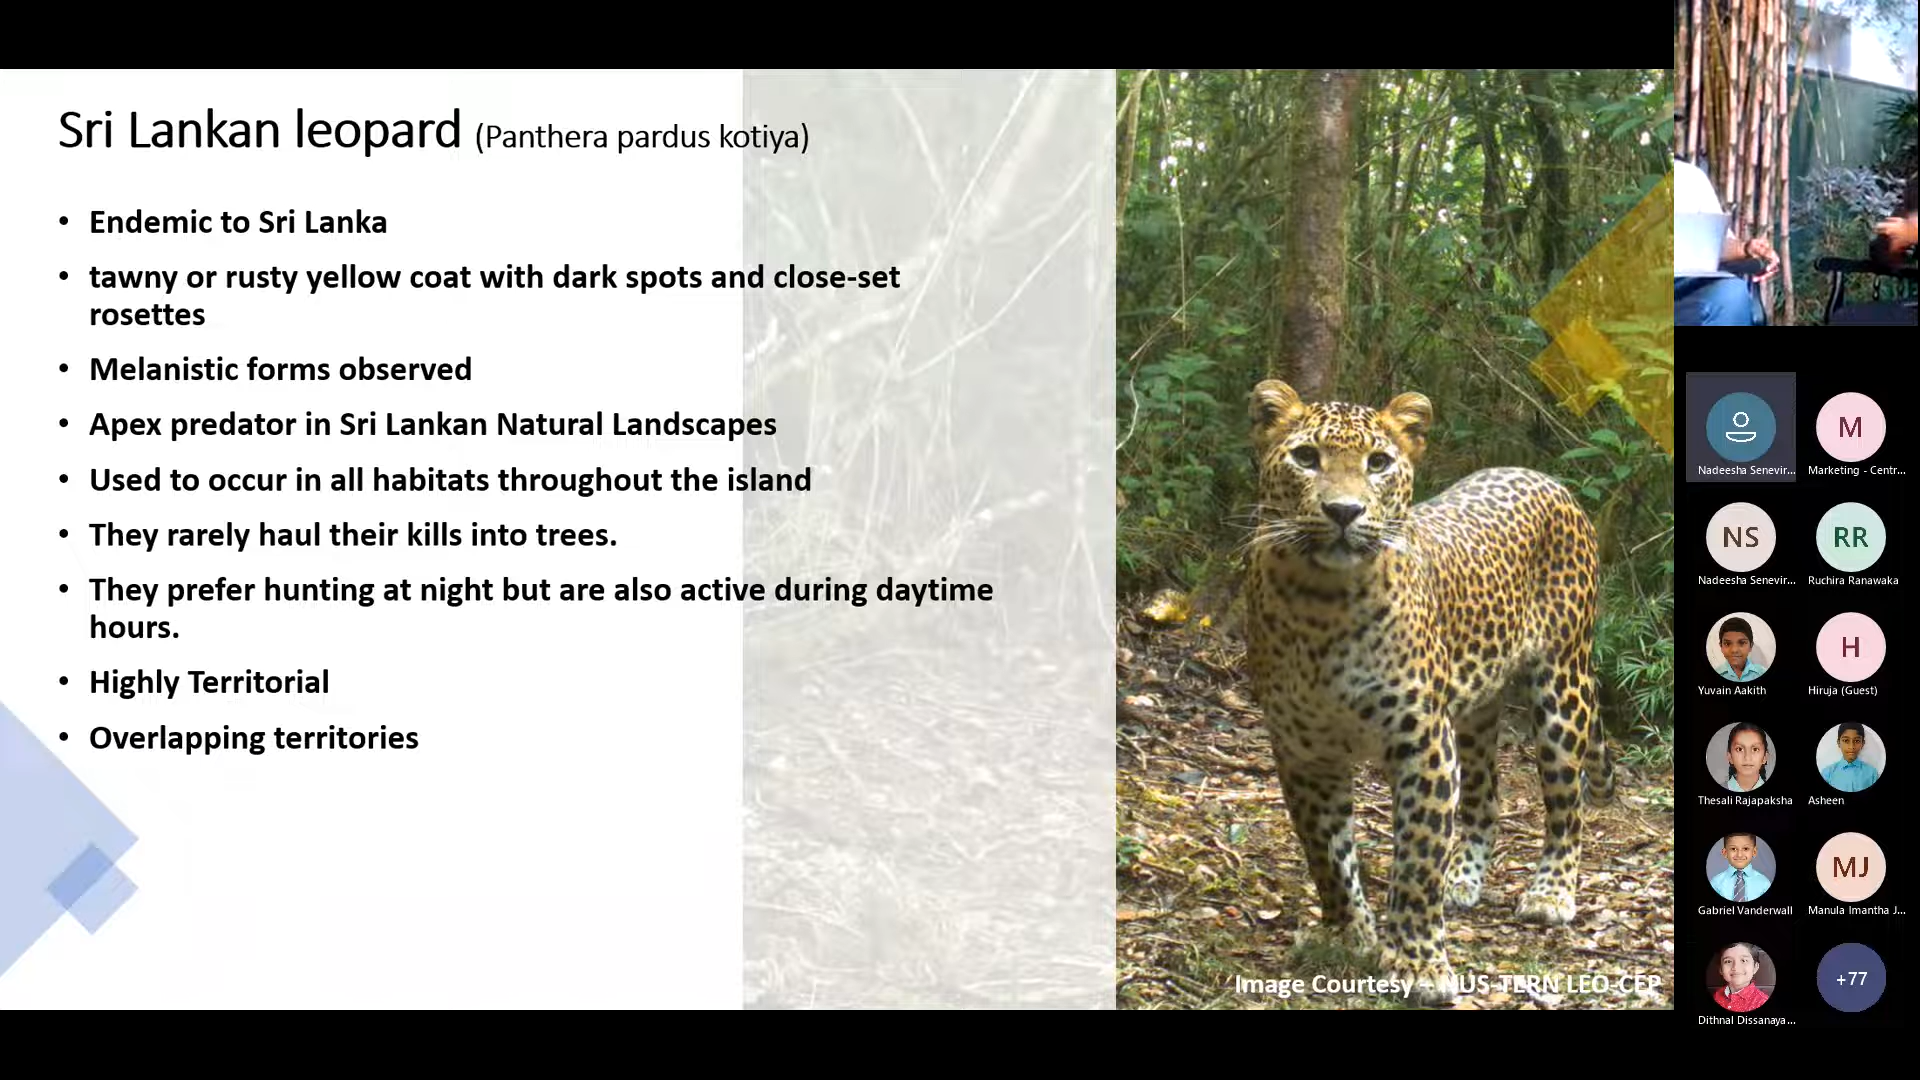 Sri Lankan leopard (Panthera pardus kotiya)
• Endemic to Sri Lanka
• tawny or rusty yellow coat with dark spots and close-set
rosettes
• Melanistic forms observed
• Apex predator in Sri Lankan Natural Landscapes
• Used to occur in all habitats throughout the island
• They rarely haul their kills into trees.
• They prefer hunting at night but are also active during daytime
hours.
• Highly Territorial
• Overlapping territories
Image Courtesy – NUS-TERN LEO-CEP
M
Nadeesha Senevir...
Marketing - Centr...
NS
RR
Nadeesha Senevir...
Ruchira Ranawaka
H
Yuvain Aakith
Hiruja (Guest)
Thesali Rajapaksha
Asheen
MJ
Gabriel Vanderwall
Manula Imantha J...
+77
Dithnal Dissanaya...